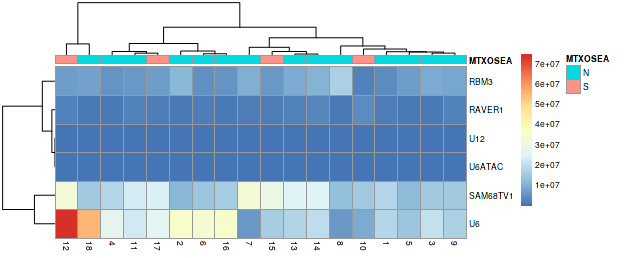 MTXOSEA
RBM3
RAVER1
U12
U6ATAC
SAM68TV1
U6
12 18 4 11 17 2 6 16 7 15 13 14 8 10 1 5 3 9
7e+07
6e+07
5e+07
4e+07
3e+07
2e+07
1e+07
MTXOSEA
N
S